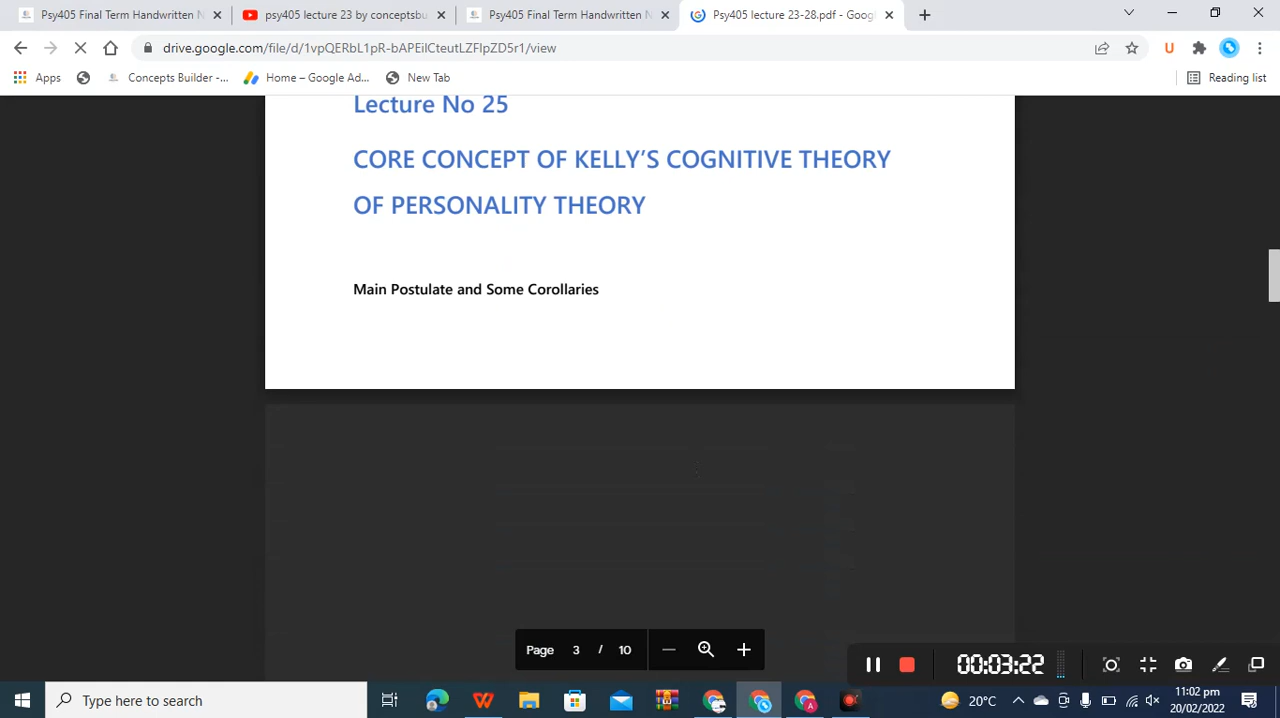 Psy405 Final Term Handwritten N
psy405 lecture 23 by conceptsbu
Psy405 Final Term Handwritten N
Psy405 lecture 23-28.pdf - Goog
drive.google.com/file/d/1vpQERbL1pR-bAPEilCteutLZFlpZD5r1/view
Apps
Concepts Builder -...
Home – Google Ad...
New Tab
Reading list
Lecture No 25
CORE CONCEPT OF KELLY'S COGNITIVE THEORY
OF PERSONALITY THEORY
Main Postulate and Some Corollaries
Page 3 / 10
00:03:22
Type here to search
20°C
11:02 pm
20/02/2022